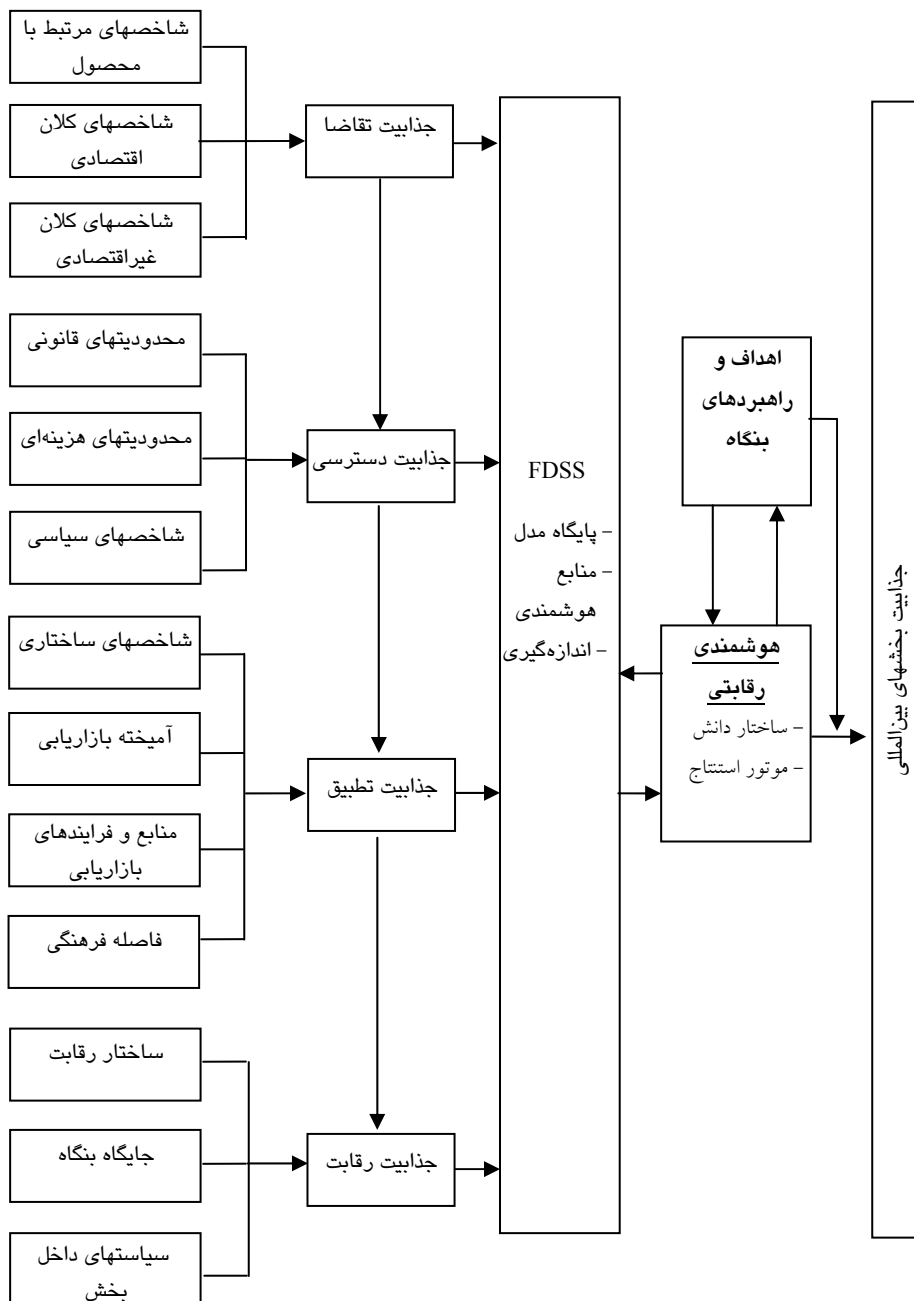 شاخصهای مرتبط با
محصول
شاخصهای کلان
اقتصادی
شاخصهای کلان
غیراقتصادی
جذابیت تقاضا
محدودیتهای قانونی
محدودیتهای هزینه‌ای
شاخصهای سیاسی
جذابیت دسترسی
شاخصهای ساختاری
آمیخته بازاریابی
منابع و فرایندهای
بازاریابی
فاصله فرهنگی
جذابیت تطبیق
ساختار رقابت
جایگاه بنگاه
سیاستهای داخل
بخش
جذابیت رقابت
FDSS
- پایگاه مدل
- منابع
هوشمندی
- اندازه‌گیری
اهداف و
راهبردهای
بنگاه
هوشمندی
رقابتی
- ساختار دانش
- موتور استنتاج
جذابیت بخشهای بین‌المللی